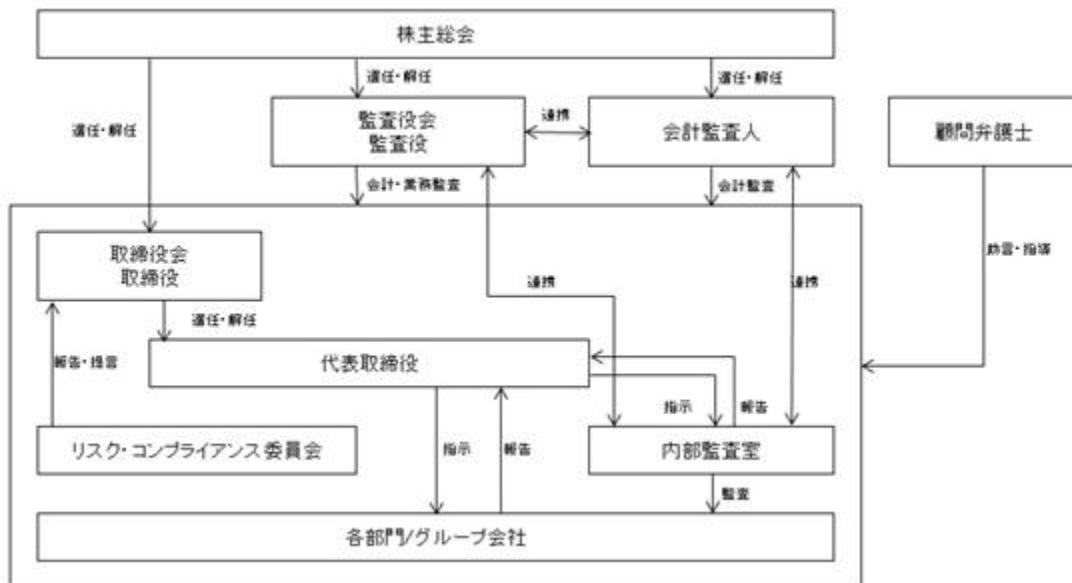 株主総会
選任・解任
選任・解任
選任・解任
監査役会
監査役
連携
会計監査人
顧問弁護士
会計・業務監査
会計監査
取締役会
取締役
助言・指導
連携
連携
選任・解任
報告・提言
代表取締役
指示
報告
リスク・コンプライアンス委員会
指示
報告
内部監査室
監査
各部門/グループ会社